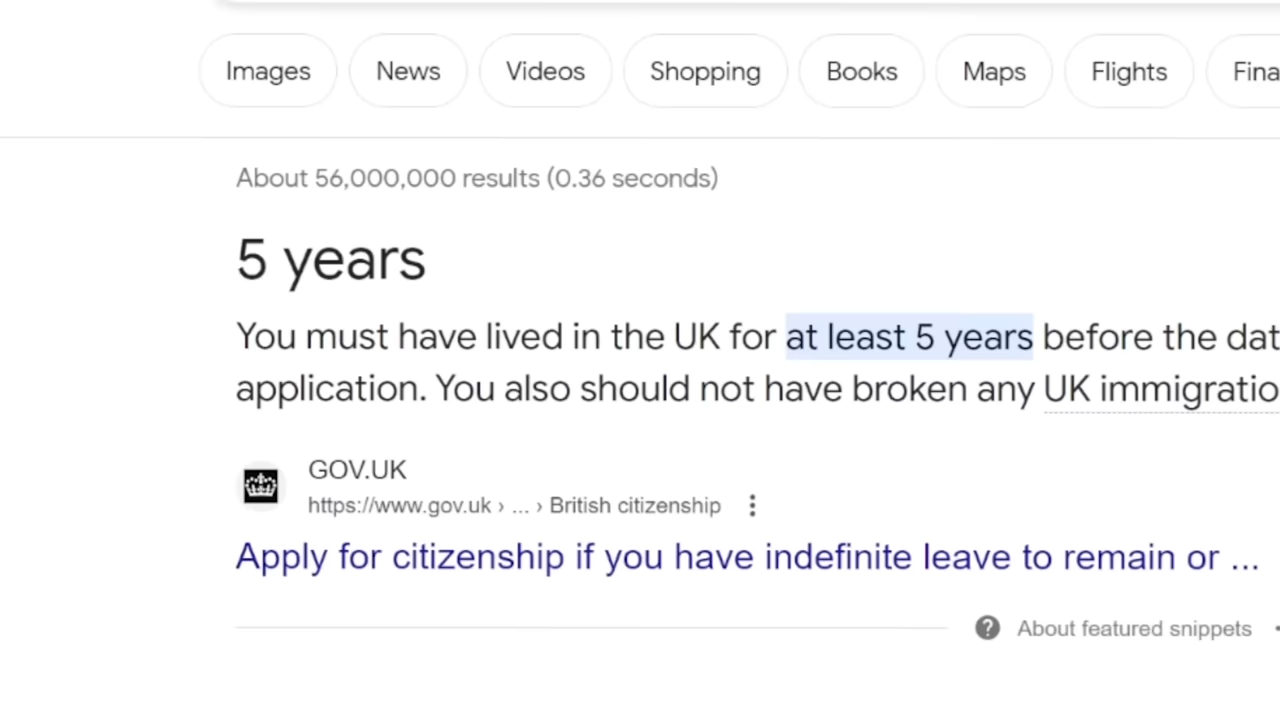 Images News Videos Shopping Books Maps Flights Fina
About 56,000,000 results (0.36 seconds)
5 years
You must have lived in the UK for at least 5 years before the dat
application. You also should not have broken any UK immigratio
GOV.UK
https://www.gov.uk › ... › British citizenship
Apply for citizenship if you have indefinite leave to remain or ...
About featured snippets